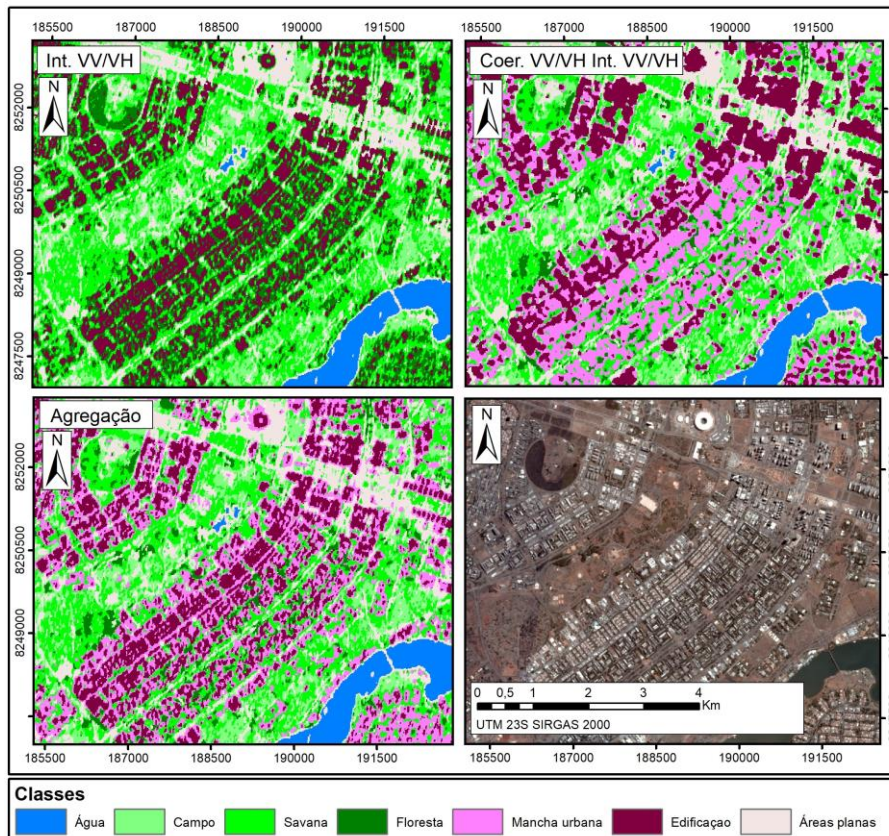 185500 187000 188500 190000 191500 185500 187000 188500 190000 191500
Int. VV/VH
Coer. VV/VH Int. VV/VH
N
N
8252000
8250500
8249000
8247500
Agregação
N
N
8252000
8250500
8249000
0 0,5 1 2 3 4
Km
UTM 23S SIRGAS 2000
185500 187000 188500 190000 191500 185500 187000 188500 190000 191500
Classes
Água Campo Savana Floresta Mancha urbana Edificaçao Áreas planas